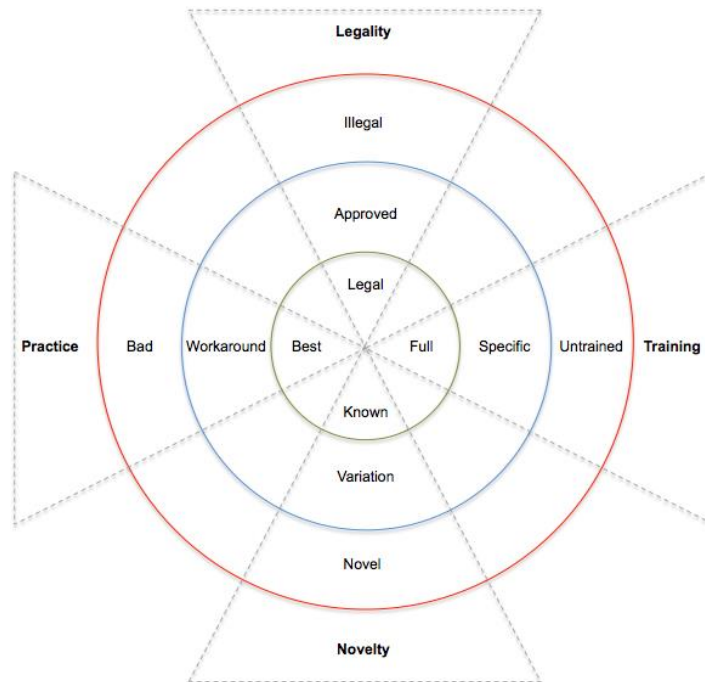 Legality
Illegal
Approved
Legal
Practice Bad Workaround Best Full Specific Untrained Training
Known
Variation
Novel
Novelty